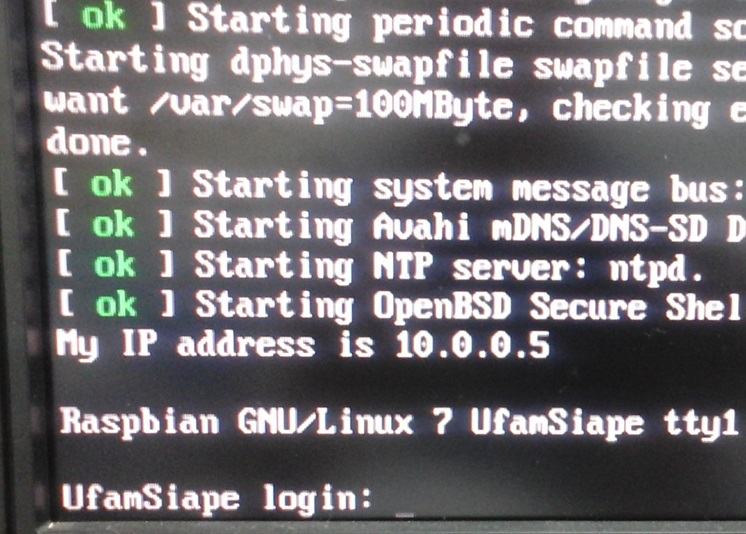 [ ok ] Starting periodic command
Starting dphys-swapfile swapfile
want /var/swap=100MByte, checking
done.
[ ok ] Starting system message bus:
[ ok ] Starting Avahi mDNS/DNS-SD D
[ ok ] Starting NTP server: ntpd.
[ ok ] Starting OpenBSD Secure Shel
My IP address is 10.0.0.5
Raspbian GNU/Linux 7 UfamSiape tty1
UfamSiape login: _